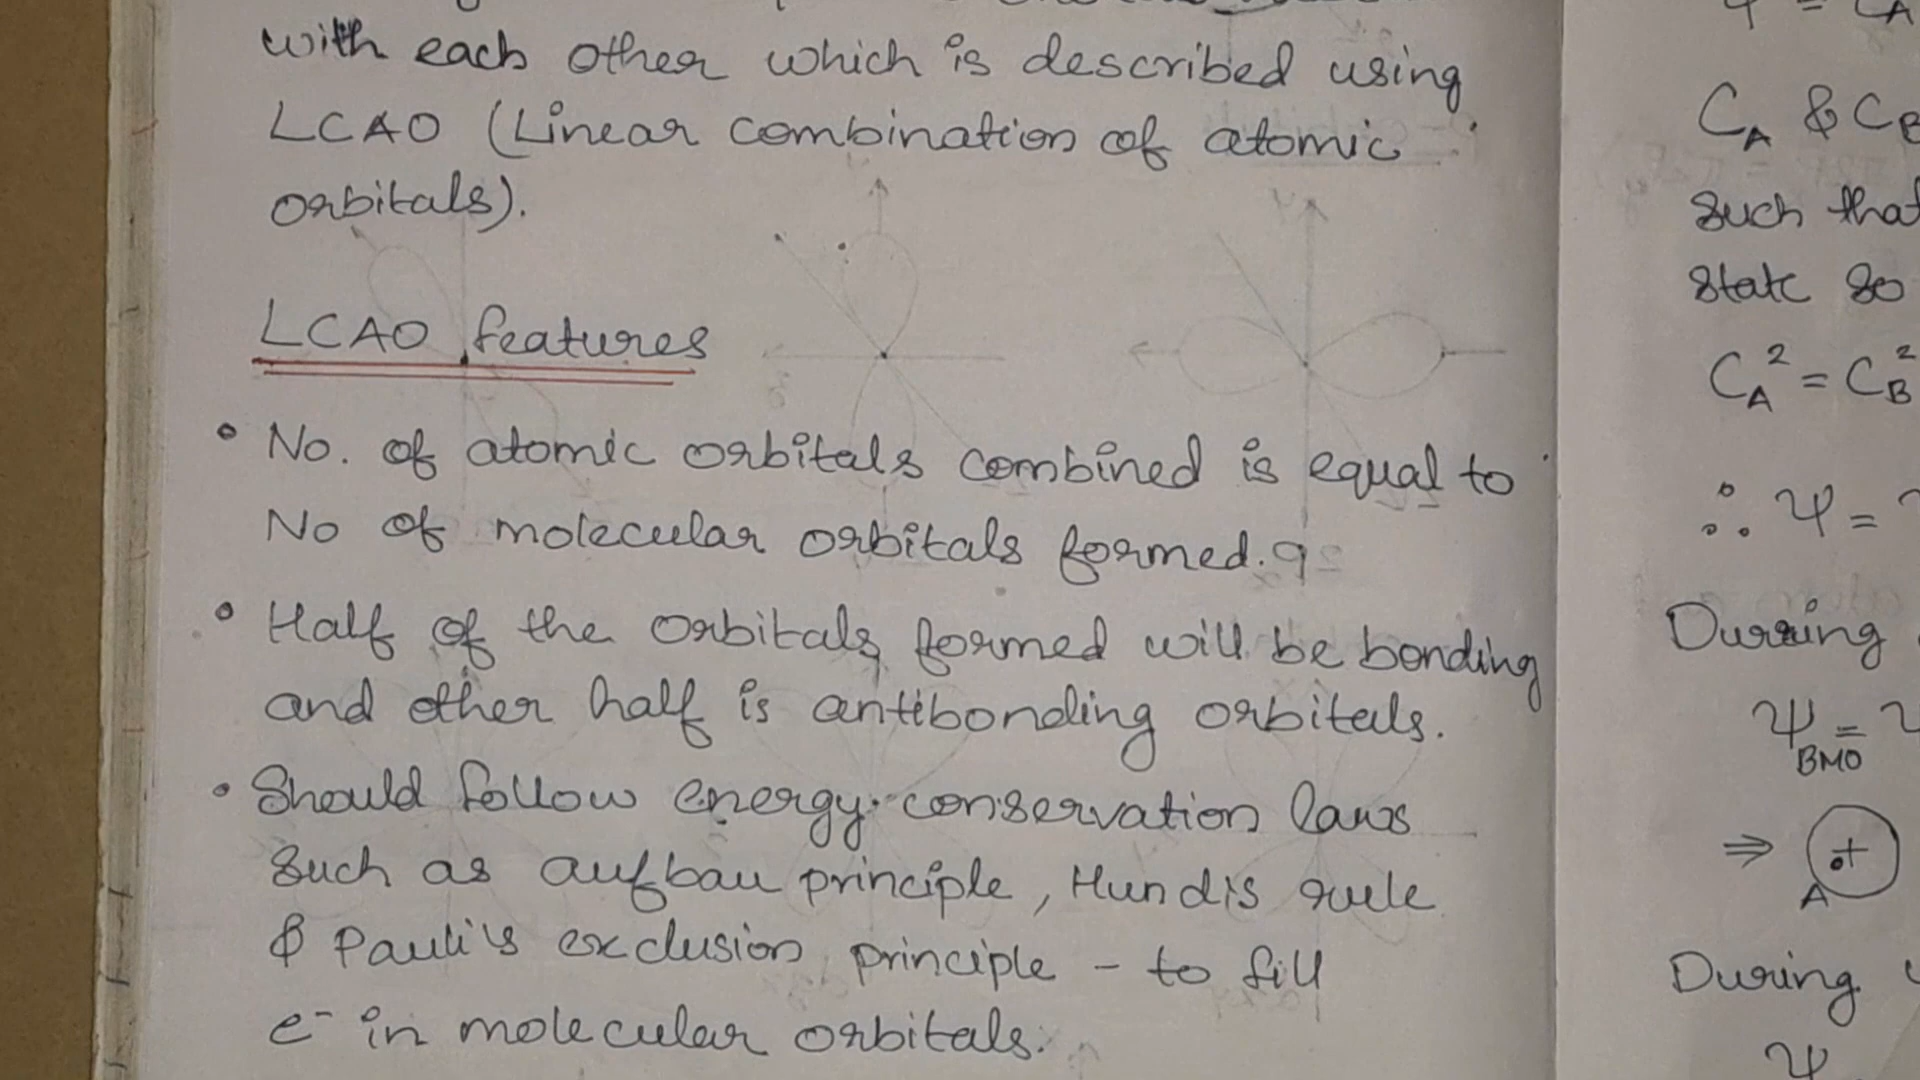 with each other which is described using
LCAO (Linear combination of atomic
orbitals).
LCAO features
• No. of atomic orbitals combined is equal to
No of molecular orbitals formed.
• Half of the orbitals formed will be bonding
and other half is antibonding orbitals.
• Should follow energy conservation laws
such as aufbau principle, Hund's rule
& Pauli's exclusion principle - to fill
e⁻ in molecular orbitals.
C_A & C_B
such that
state so
C_A² = C_B²
∴ Ψ =
During
Ψ_BMO =
⇒ +
A
During
Ψ